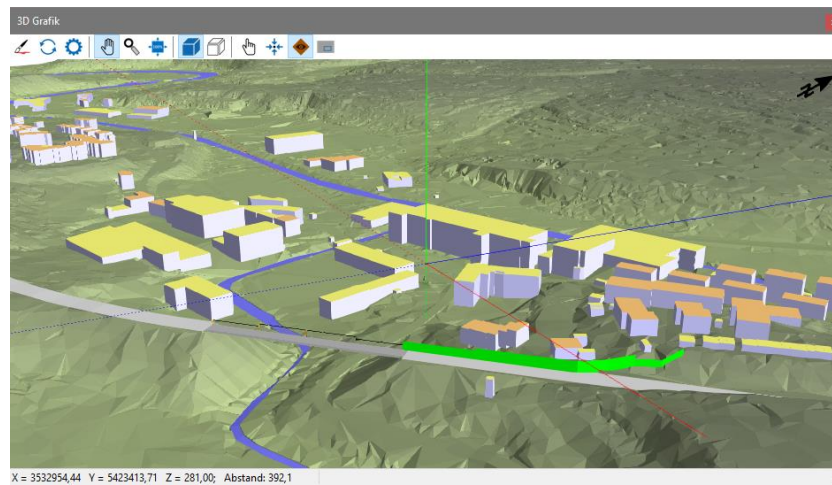 3D Grafik
N
X = 3532954,44 Y = 5423413,71 Z = 281,00; Abstand: 392,1